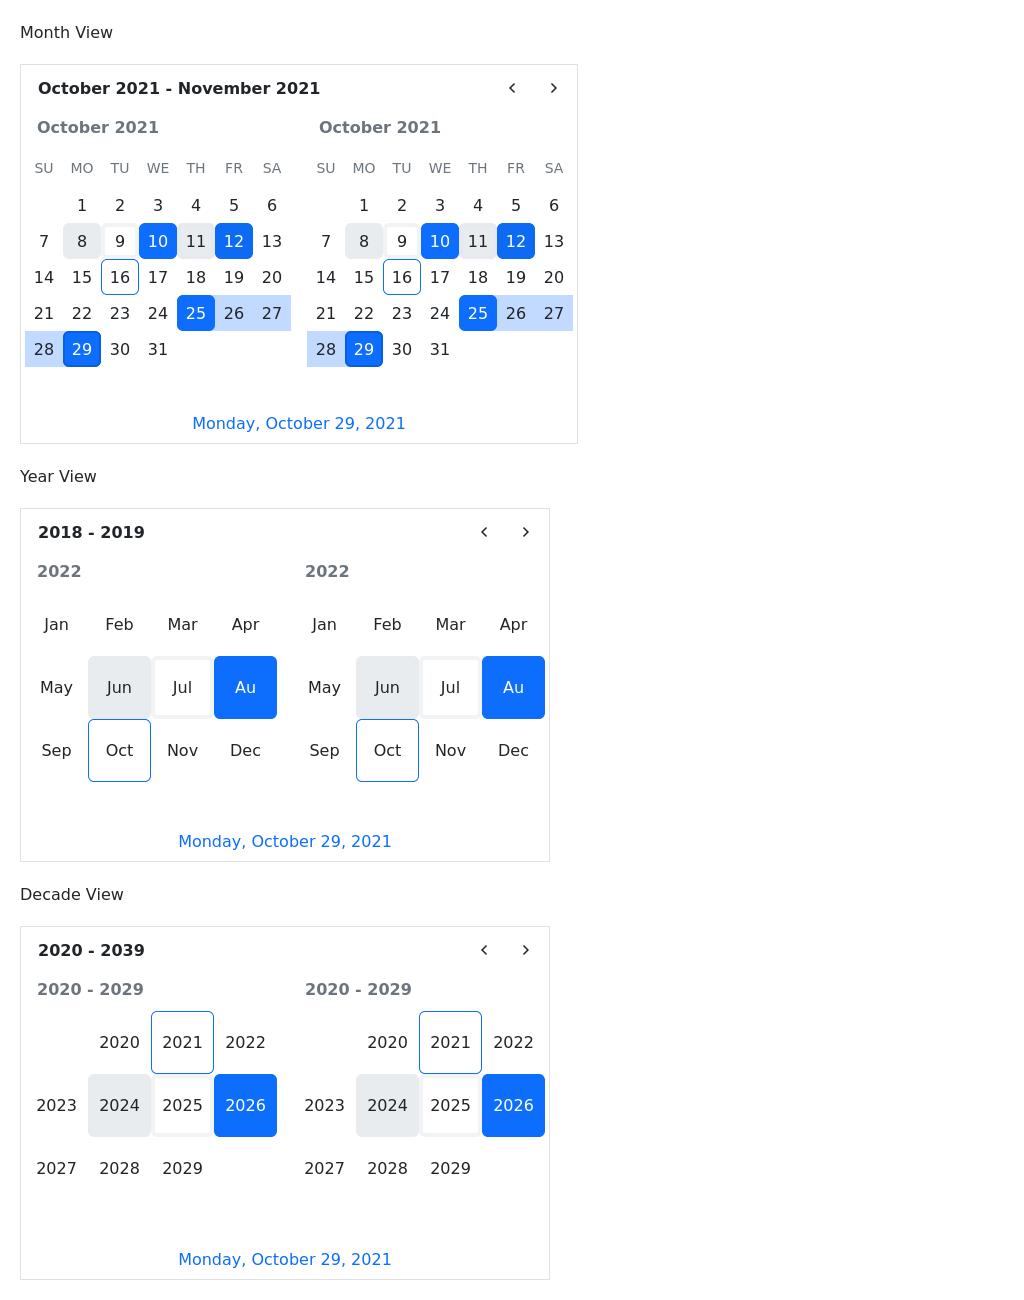 Month View
October 2021 - November 2021
October 2021 October 2021
SU MO TU WE TH FR SA SU MO TU WE TH FR SA
1 2 3 4 5 6 1 2 3 4 5 6
7 8 9 10 11 12 13 7 8 9 10 11 12 13
14 15 16 17 18 19 20 14 15 16 17 18 19 20
21 22 23 24 25 26 27 21 22 23 24 25 26 27
28 29 30 31 28 29 30 31
Monday, October 29, 2021
Year View
2018 - 2019
2022 2022
Jan Feb Mar Apr Jan Feb Mar Apr
May Jun Jul Au May Jun Jul Au
Sep Oct Nov Dec Sep Oct Nov Dec
Monday, October 29, 2021
Decade View
2020 - 2039
2020 - 2029 2020 - 2029
2020 2021 2022 2020 2021 2022
2023 2024 2025 2026 2023 2024 2025 2026
2027 2028 2029 2027 2028 2029
Monday, October 29, 2021